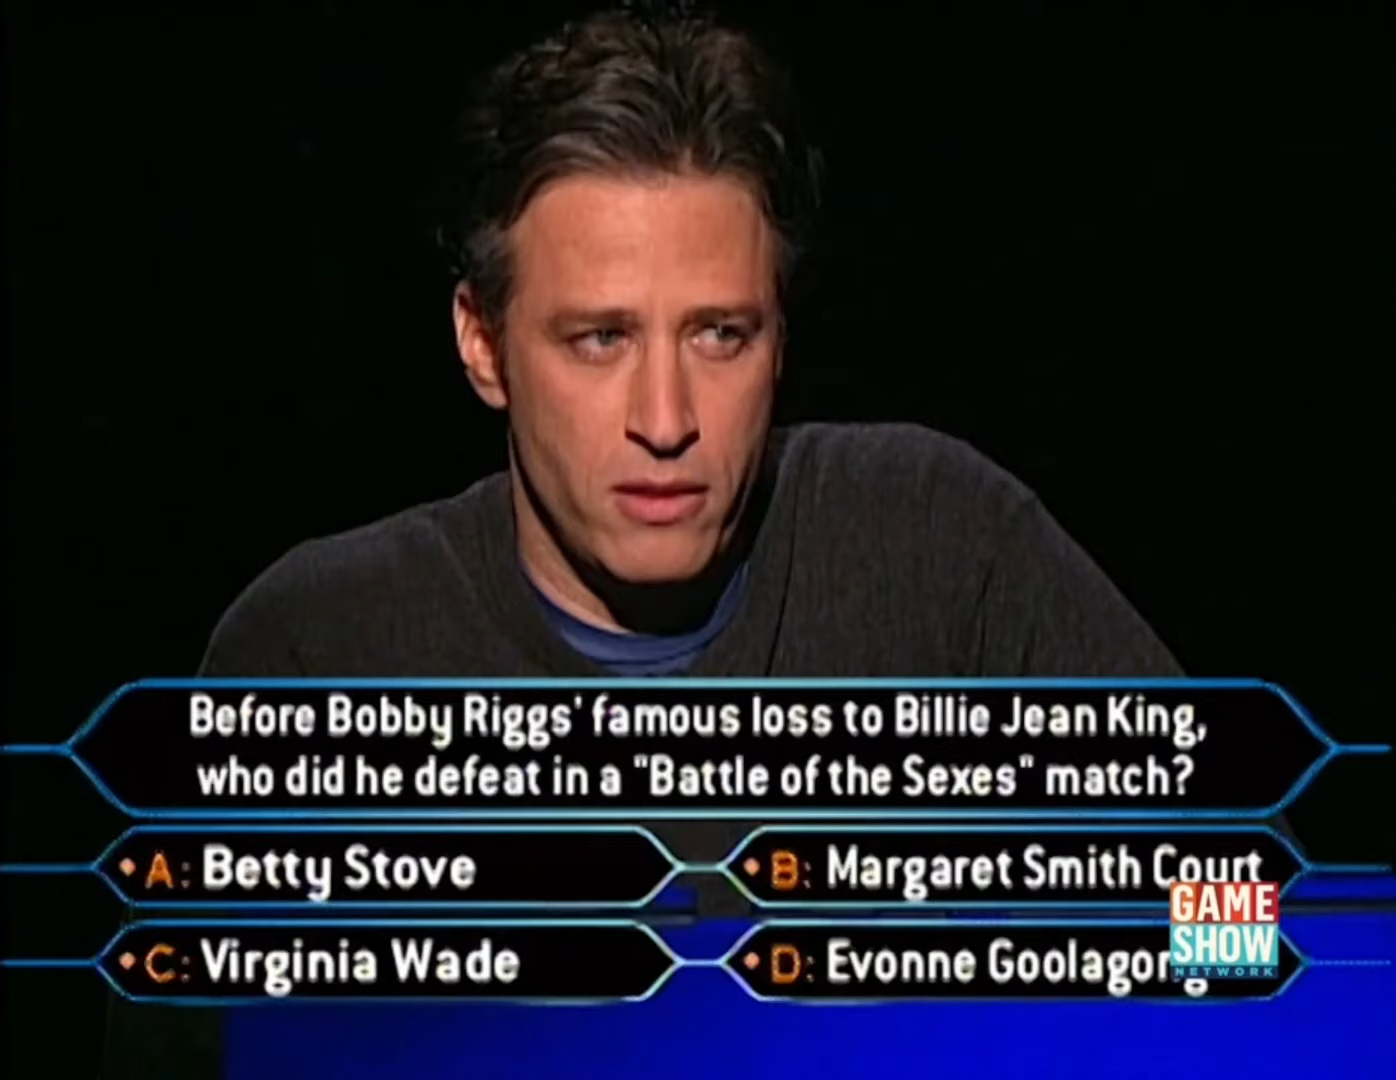 Before Bobby Riggs' famous loss to Billie Jean King,
who did he defeat in a "Battle of the Sexes" match?
A: Betty Stove
B: Margaret Smith Court
C: Virginia Wade
D: Evonne Goolagong
GAME
SHOW
NETWORK